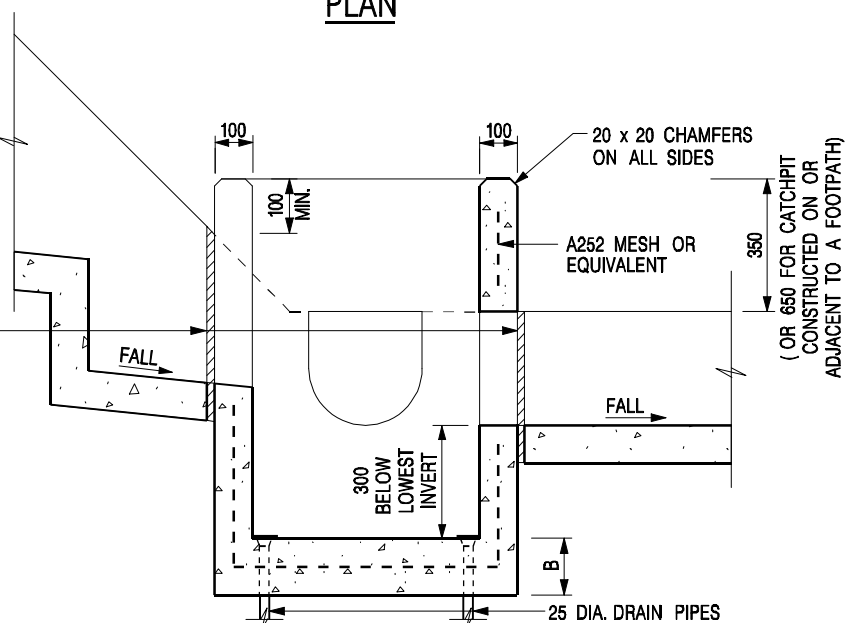 PLAN
100
100
20 x 20 CHAMFERS
ON ALL SIDES
100
MIN.
A252 MESH OR
EQUIVALENT
350
( OR 650 FOR CATCHPIT
CONSTRUCTED ON OR
ADJACENT TO A FOOTPATH)
FALL
FALL
300
BELOW
LOWEST
INVERT
B
25 DIA. DRAIN PIPES